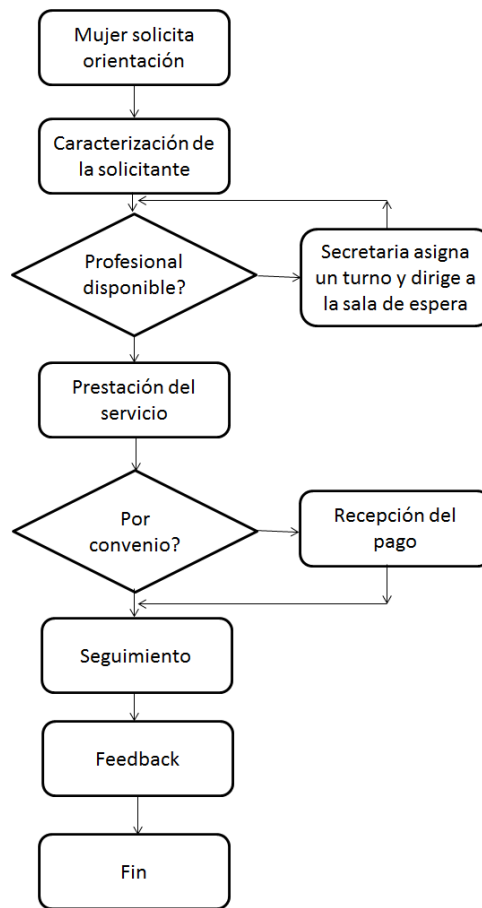 Mujer solicita
orientación
Caracterización de
la solicitante
Profesional
disponible?
Secretaria asigna
un turno y dirige a
la sala de espera
Prestación del
servicio
Por
convenio?
Recepción del
pago
Seguimiento
Feedback
Fin